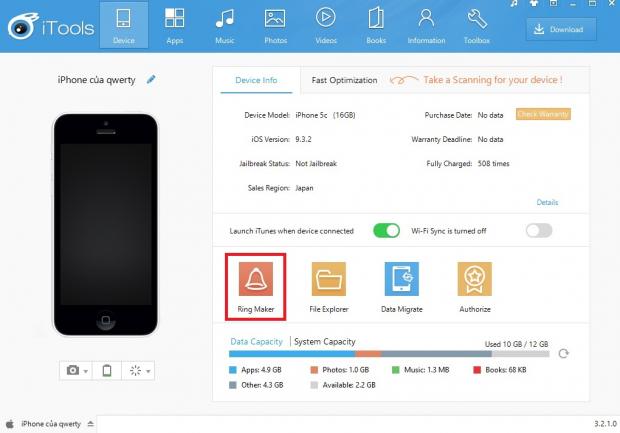 iTools
Device
Apps
Music
Photos
Videos
Books
Information
Toolbox
Download
iPhone của qwerty
Device Info
Fast Optimization
Take a Scanning for your device !
Device Model: iPhone 5c (16GB)
Purchase Date: No data
Check Warranty
iOS Version: 9.3.2
Warranty Deadline: No data
Jailbreak Status: Not Jailbreak
Fully Charged: 508 times
Sales Region: Japan
Details
Launch iTunes when device connected
Wi-Fi Sync is turned off
Ring Maker
File Explorer
Data Migrate
Authorize
Data Capacity | System Capacity
Used 10 GB / 12 GB
Apps: 4.9 GB
Photos: 1.0 GB
Music: 1.3 MB
Books: 68 KB
Other: 4.3 GB
Available: 2.2 GB
iPhone của qwerty
3.2.1.0